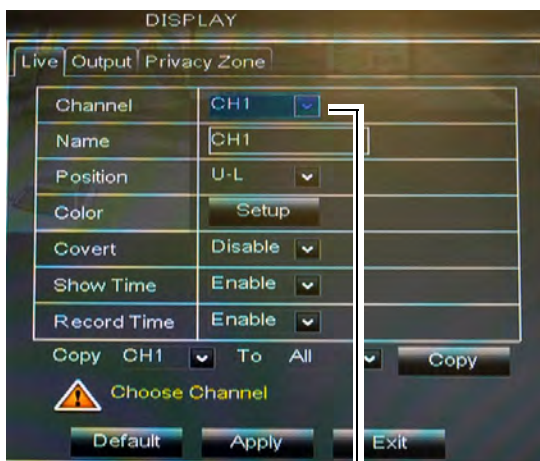 DISPLAY
Live Output Privacy Zone
Channel CH1
Name CH1
Position U-L
Color Setup
Covert Disable
Show Time Enable
Record Time Enable
Copy CH1 To All Copy
Choose Channel
Default Apply Exit